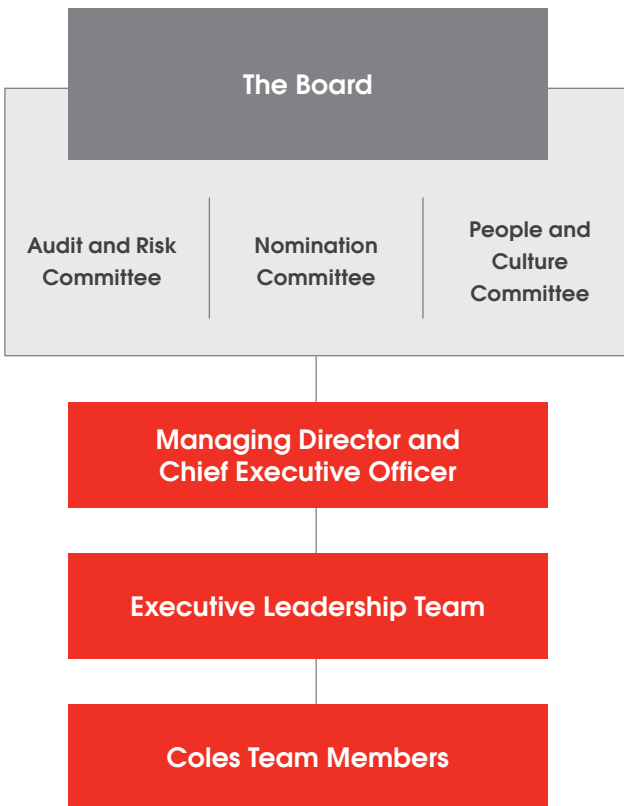 The Board
Audit and Risk
Committee
Nomination
Committee
People and
Culture
Committee
Managing Director and
Chief Executive Officer
Executive Leadership Team
Coles Team Members